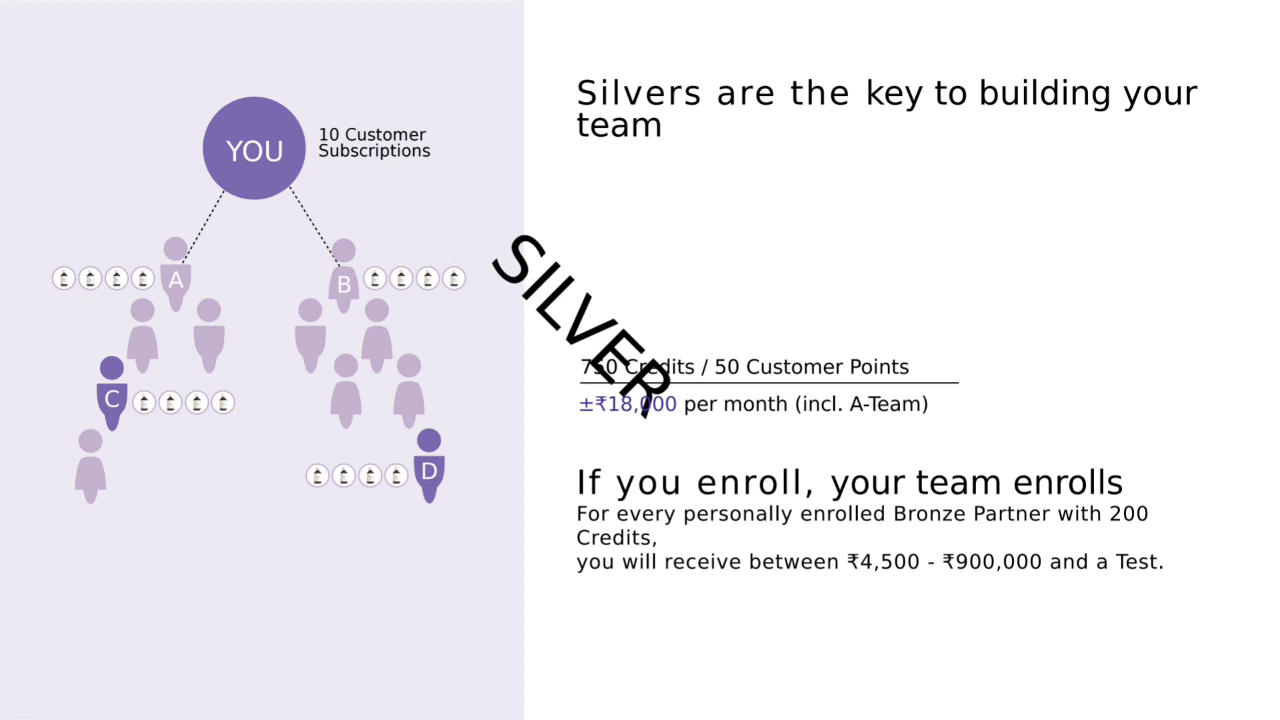 YOU
10 Customer
Subscriptions
A
B
C
D
Silvers are the key to building your
team
SILVER
750 Credits / 50 Customer Points
±₹18,000 per month (incl. A-Team)
If you enroll, your team enrolls
For every personally enrolled Bronze Partner with 200
Credits,
you will receive between ₹4,500 - ₹900,000 and a Test.